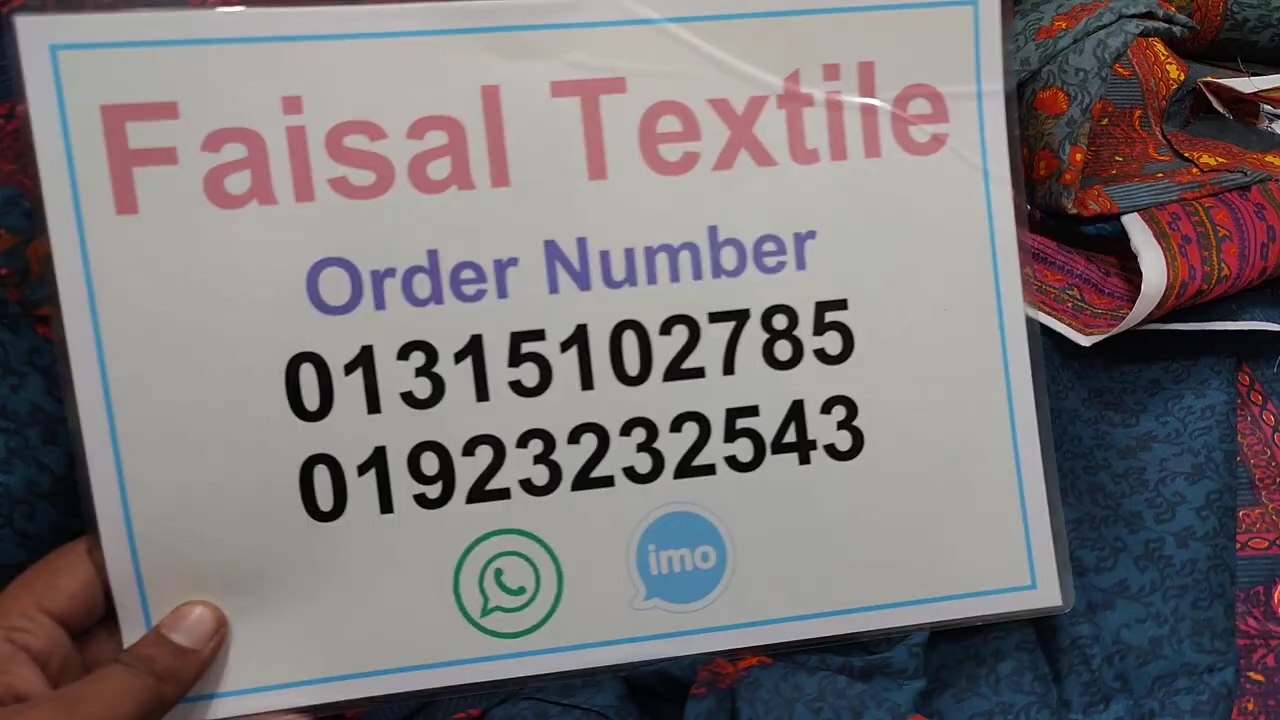 Faisal Textile
Order Number
01315102785
01923232543
imo